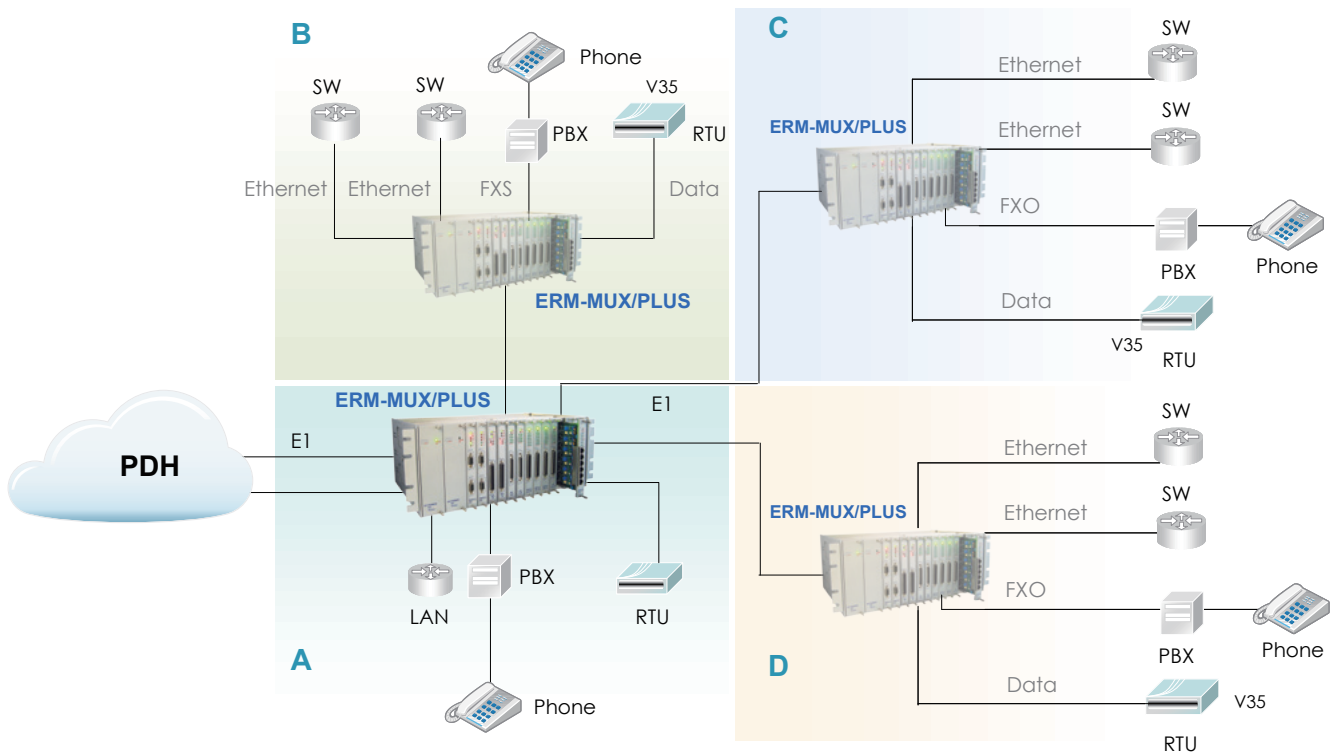 B
Phone
SW
SW
V35
PBX
RTU
Ethernet
Ethernet
FXS
Data
ERM-MUX/PLUS
C
SW
Ethernet
SW
ERM-MUX/PLUS
Ethernet
FXO
PBX
Phone
Data
V35
RTU
ERM-MUX/PLUS
E1
E1
PDH
PBX
LAN
RTU
A
Phone
SW
Ethernet
SW
ERM-MUX/PLUS
Ethernet
FXO
PBX
Phone
D
Data
V35
RTU